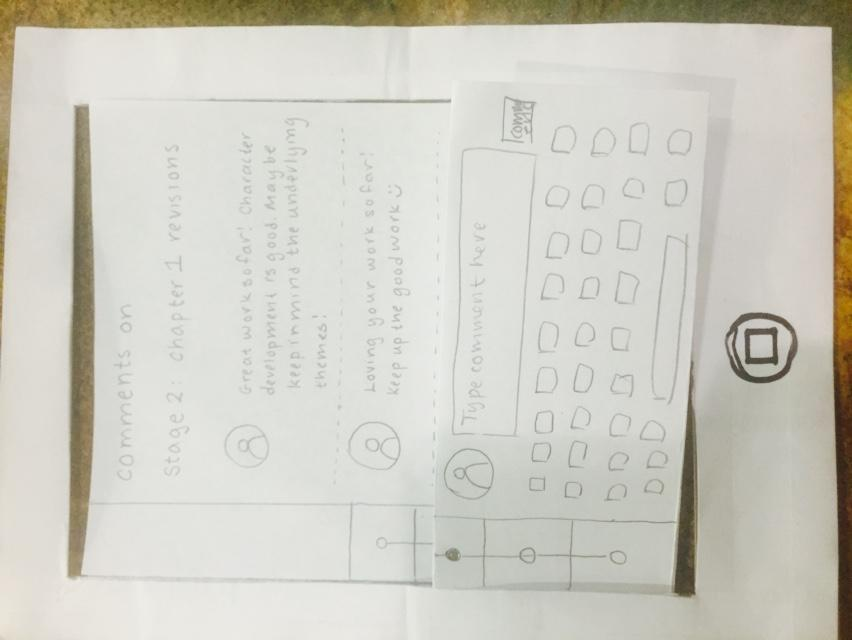 comments on
Stage 2: Chapter 1 revisions
Great work so far! Character
development is good. Maybe
keep in mind the underlying
themes!
Loving your work so far!
Keep up the good work
Type comment here